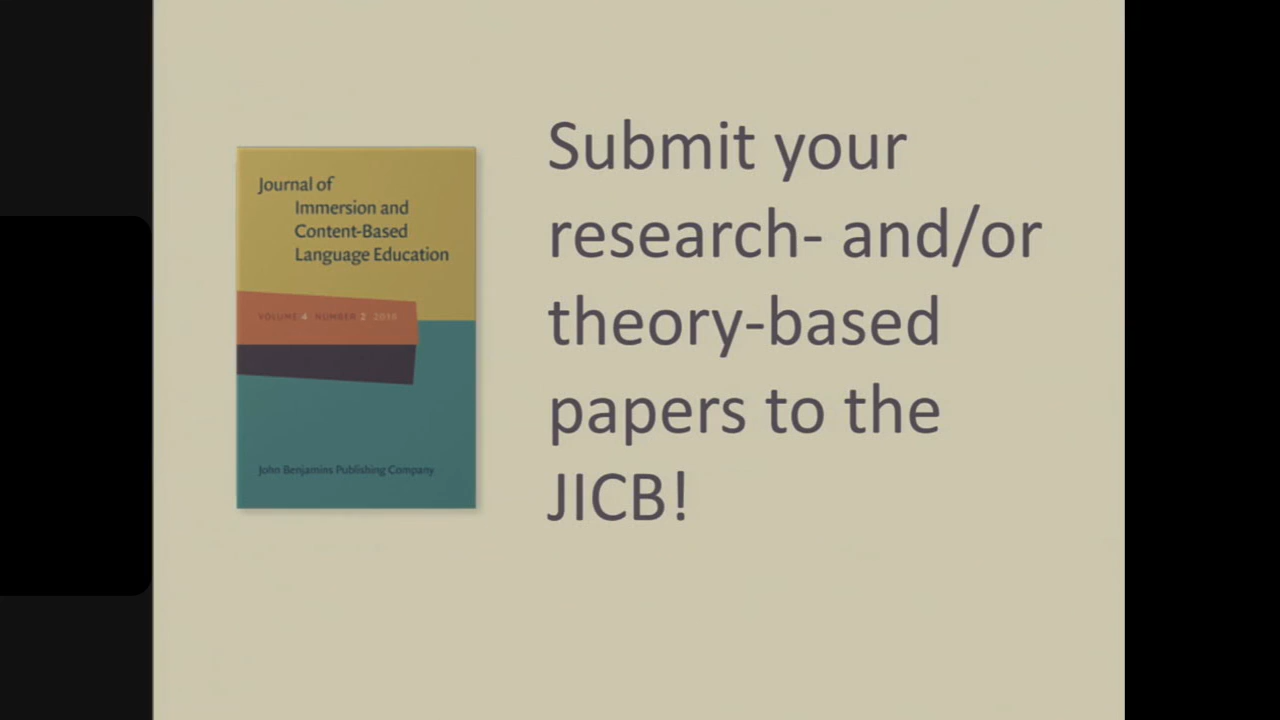 Journal of
Immersion and
Content-Based
Language Education
VOLUME 4 NUMBER 2 2016
John Benjamins Publishing Company
Submit your
research- and/or
theory-based
papers to the
JICB!